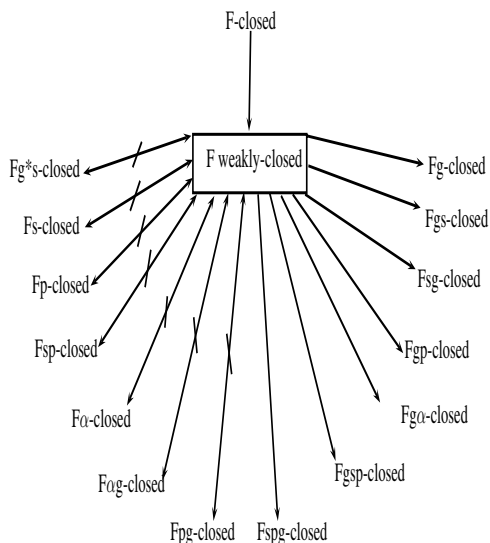 F-closed
F weakly-closed
Fg*s-closed
Fg-closed
Fs-closed
Fgs-closed
Fp-closed
Fsg-closed
Fsp-closed
Fgp-closed
Fα-closed
Fgα-closed
Fαg-closed
Fgsp-closed
Fpg-closed
Fspg-closed